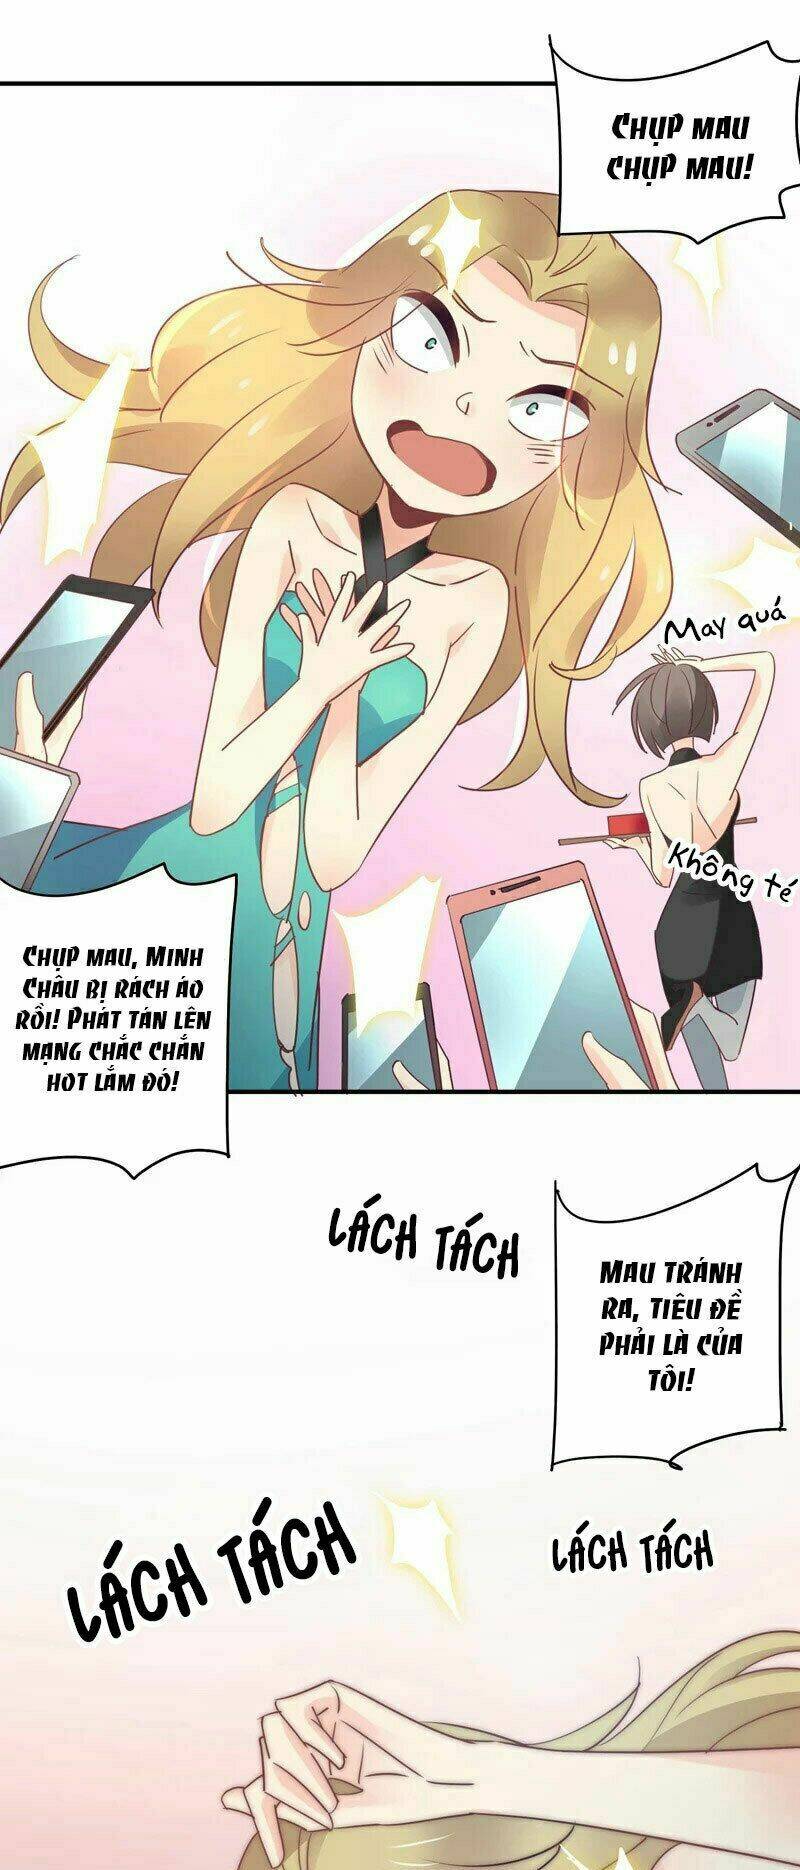 Chụp mau
chụp mau!
May quá
Không té
Chụp mau, Minh
Châu bị rách áo
rồi! Phát tán lên
mạng chắc chắn
hot lắm đó!
Lách tách
Mau tránh
ra, tiêu đề
phải là của
tôi!
Lách tách
Lách tách